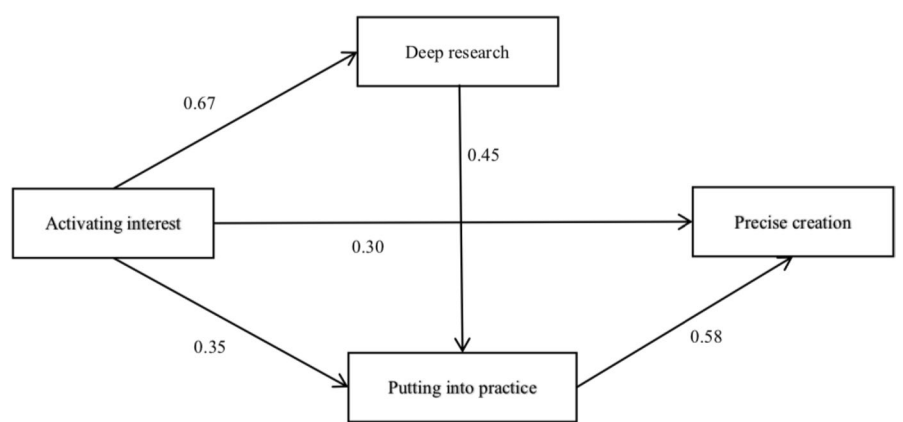 Deep research
0.67
0.45
Activating interest
Precise creation
0.30
0.35
0.58
Putting into practice